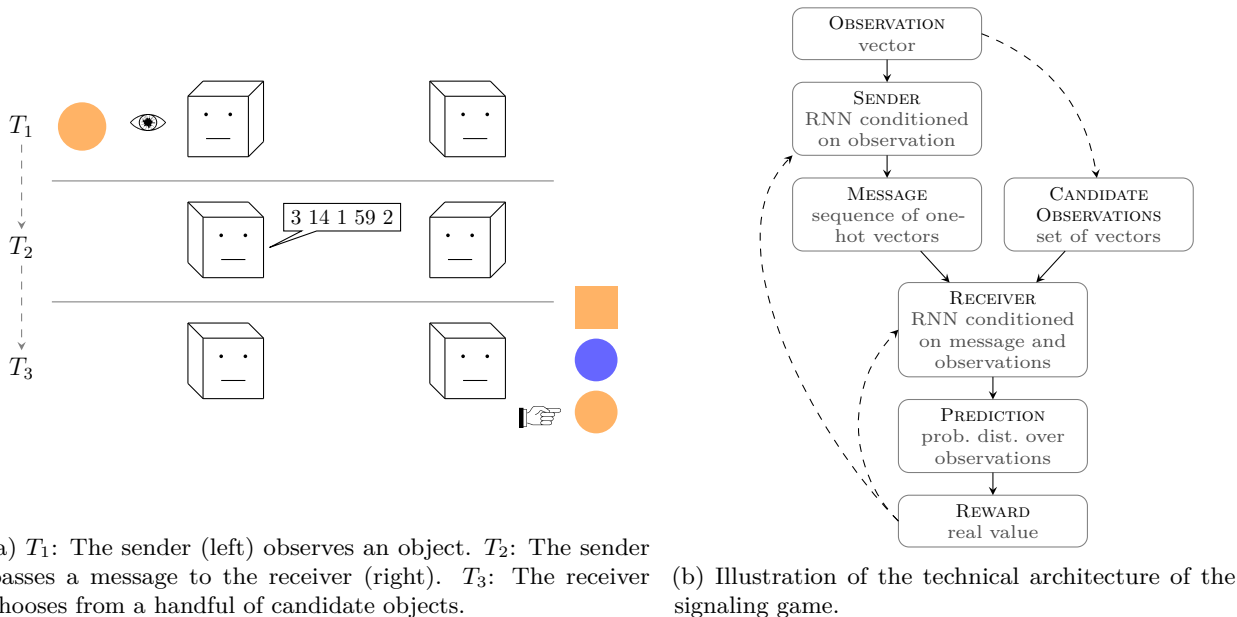 T₁
3 14 1 59 2
T₂
T₃
a) T₁: The sender (left) observes an object. T₂: The sender
passes a message to the receiver (right). T₃: The receiver
hooses from a handful of candidate objects.
OBSERVATION
vector
SENDER
RNN conditioned
on observation
MESSAGE
sequence of one-
hot vectors
CANDIDATE
OBSERVATIONS
set of vectors
RECEIVER
RNN conditioned
on message and
observations
PREDICTION
prob. dist. over
observations
REWARD
real value
(b) Illustration of the technical architecture of the
signaling game.